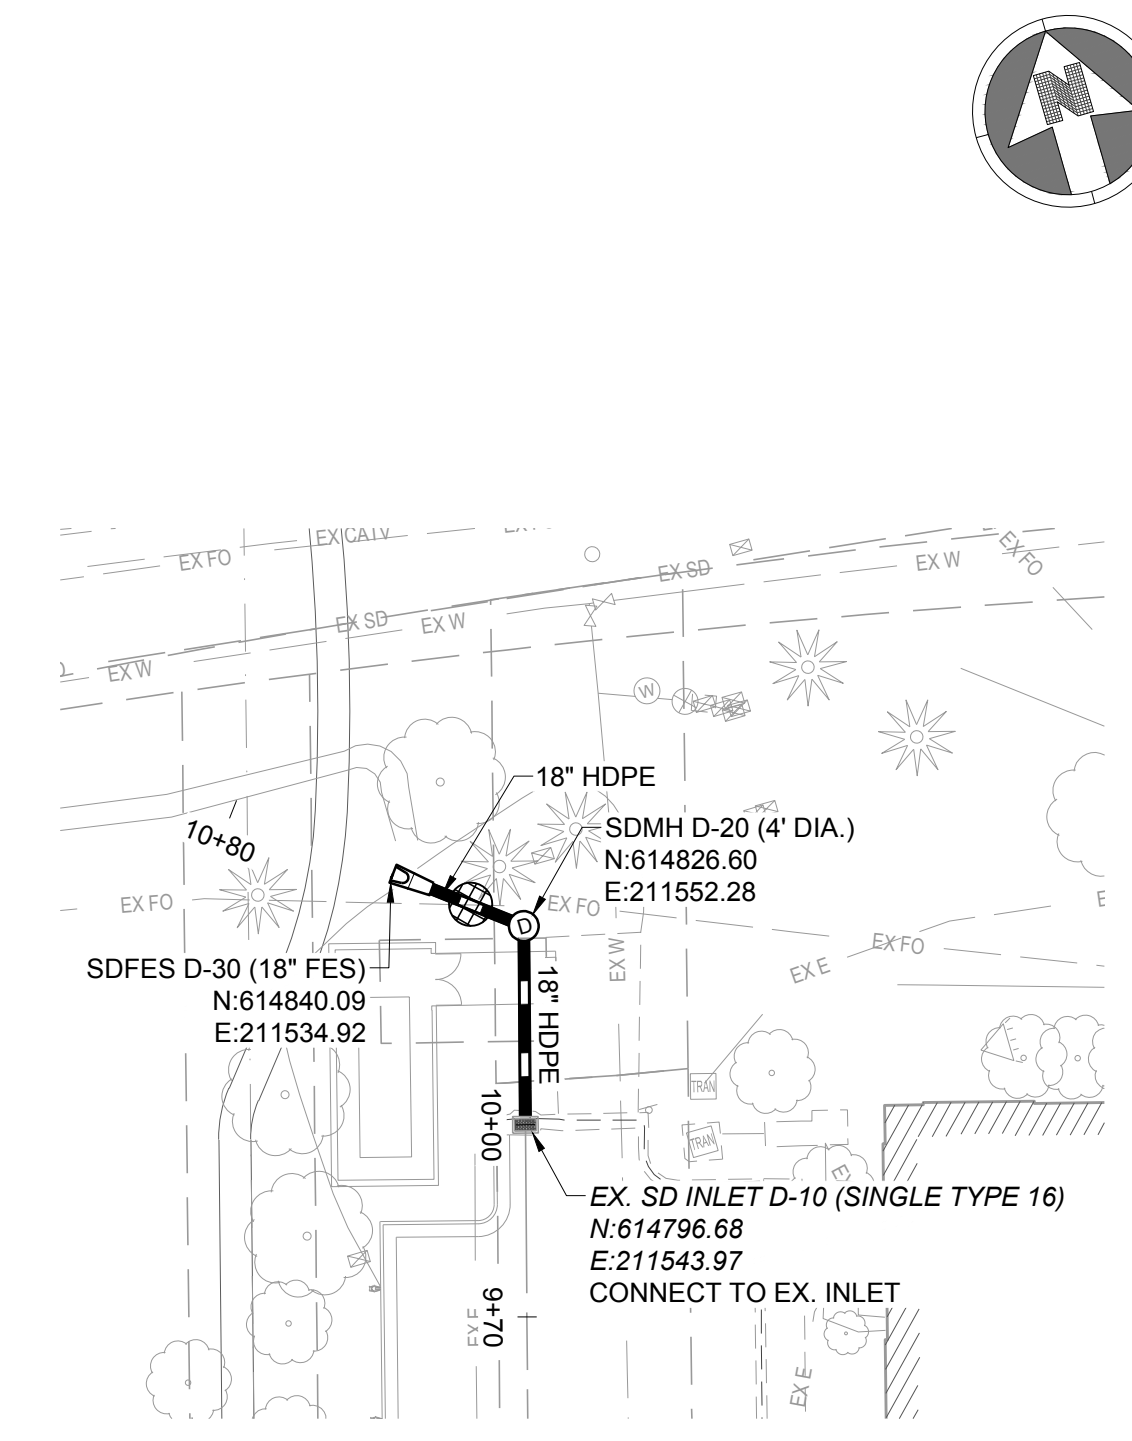 N
EX CATV
EX FO
EX FO
EX SD
EX W
EX SD
EX W
EX W
W
18" HDPE
SDMH D-20 (4' DIA.)
N:614826.60
E:211552.28
10+80
EX FO
EX FO
D
EX FO
EX W
EX E
SDFES D-30 (18" FES)
N:614840.09
E:211534.92
18" HDPE
TRAN
10+00
TRAN
EX. SD INLET D-10 (SINGLE TYPE 16)
N:614796.68
E:211543.97
CONNECT TO EX. INLET
9+70
EX E